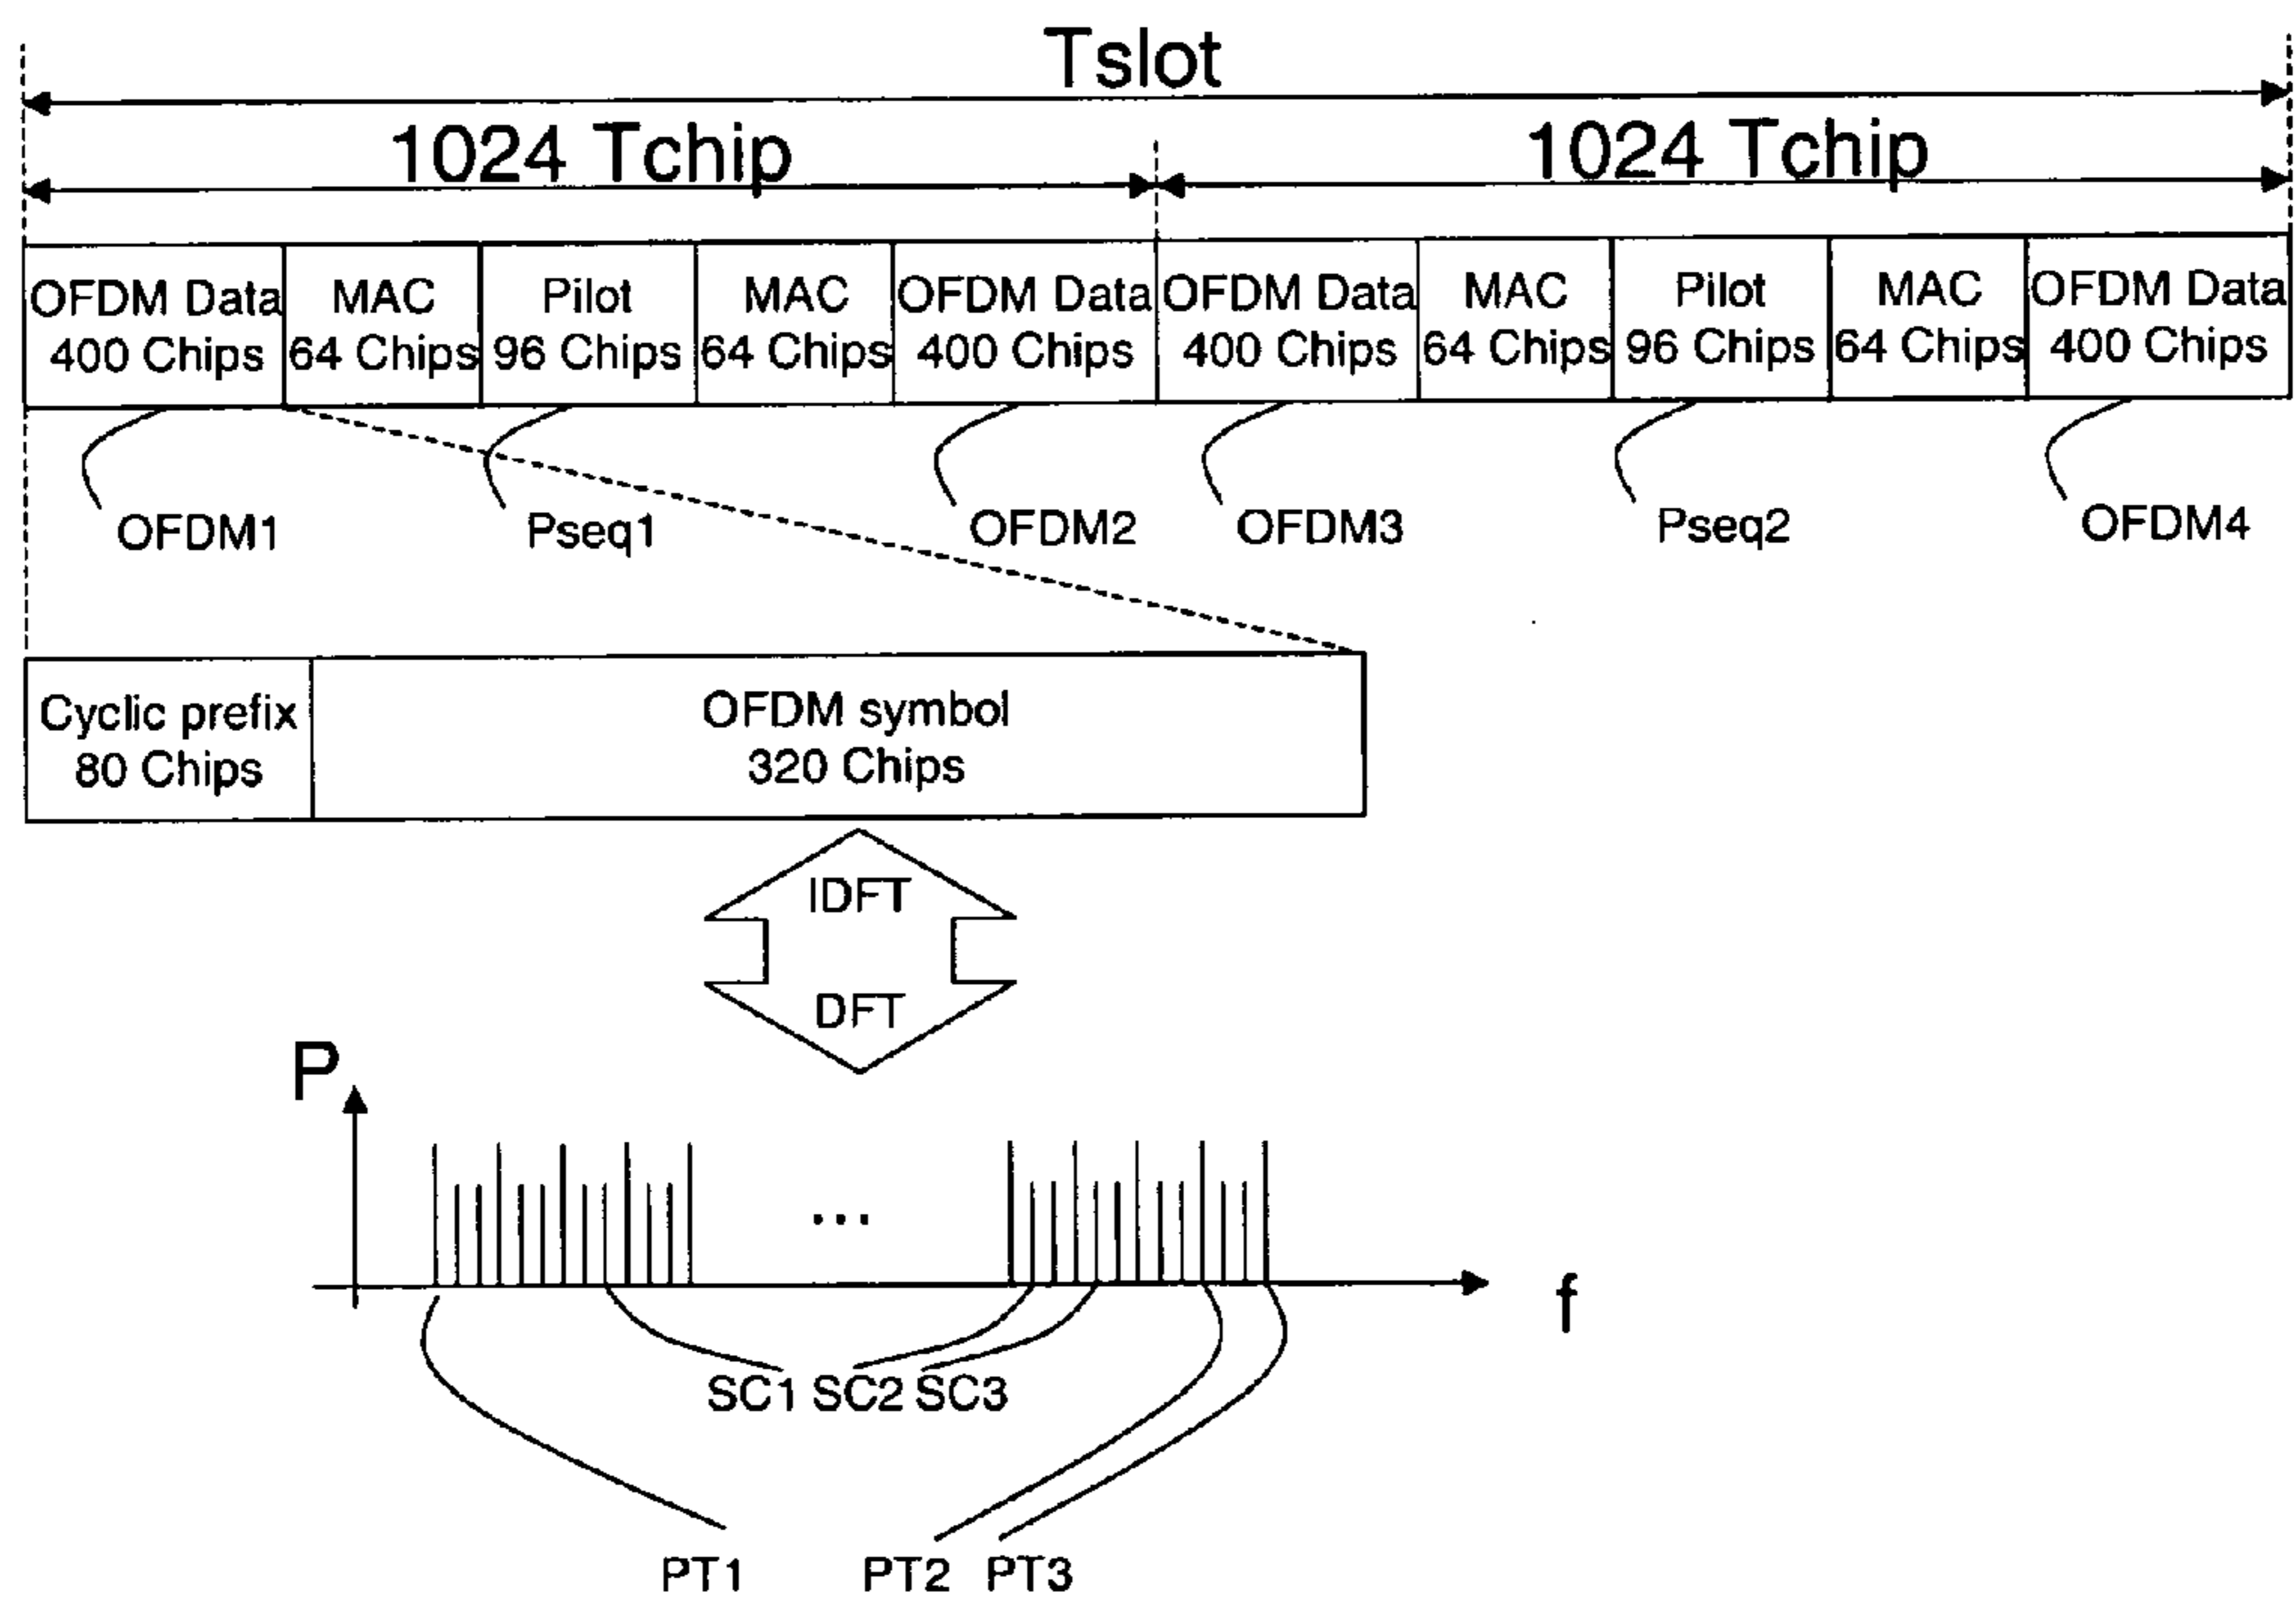 Tslot
1024 Tchip
1024 Tchip
OFDM Data
400 Chips
MAC
64 Chips
Pilot
96 Chips
MAC
64 Chips
OFDM Data
400 Chips
OFDM Data
400 Chips
MAC
64 Chips
Pilot
96 Chips
MAC
64 Chips
OFDM Data
400 Chips
OFDM1
Pseq1
OFDM2
OFDM3
Pseq2
OFDM4
Cyclic prefix
80 Chips
OFDM symbol
320 Chips
IDFT
DFT
P
...
f
SC1 SC2 SC3
PT1
PT2
PT3